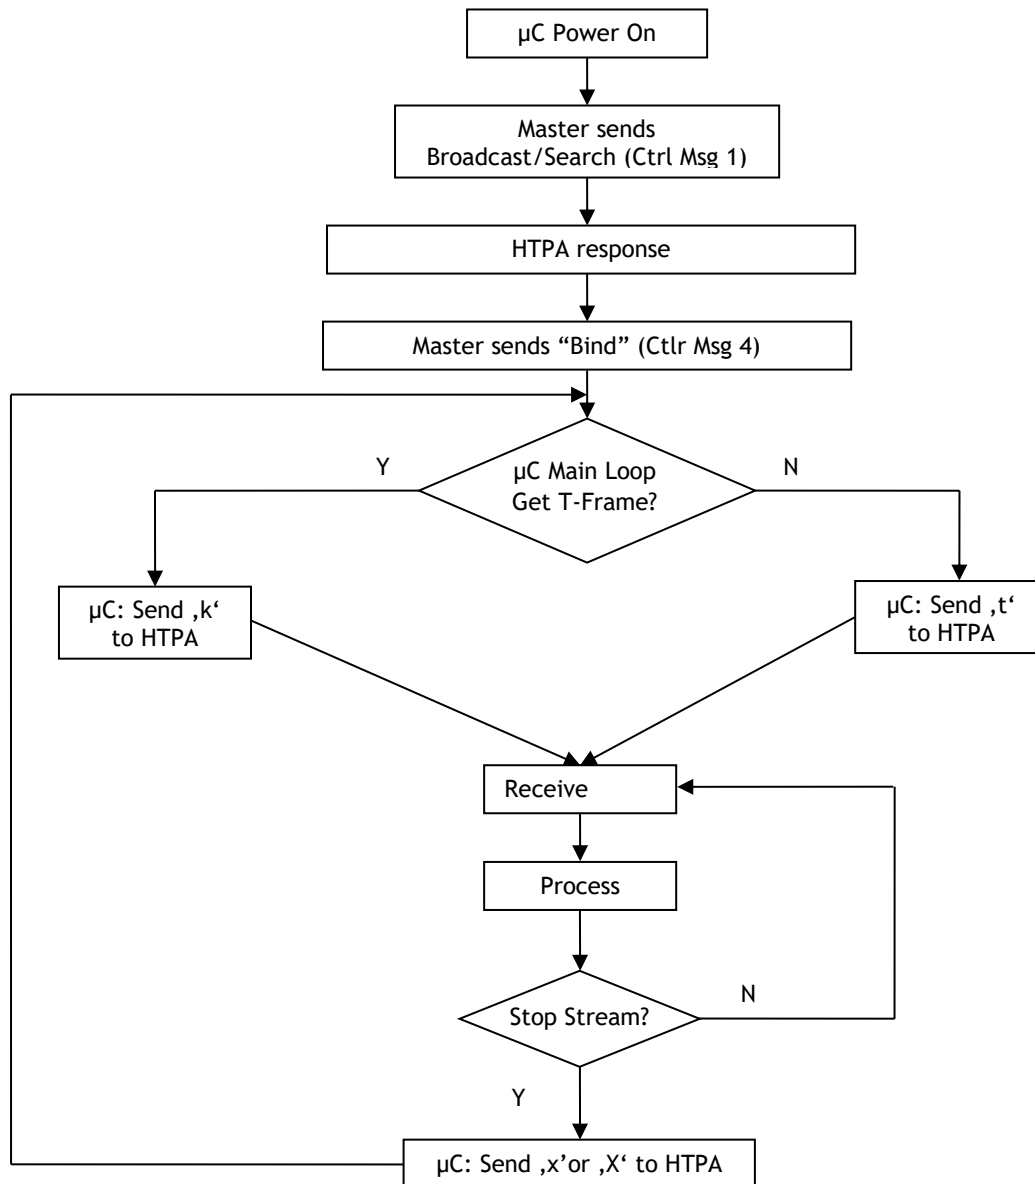 µC Power On
Master sends
Broadcast/Search (Ctrl Msg 1)
HTPA response
Master sends “Bind” (Ctlr Msg 4)
Y
N
µC Main Loop
Get T-Frame?
µC: Send ‚k‘
to HTPA
µC: Send ‚t‘
to HTPA
Receive
Process
Stop Stream?
N
Y
µC: Send ‚x’or ‚X‘ to HTPA